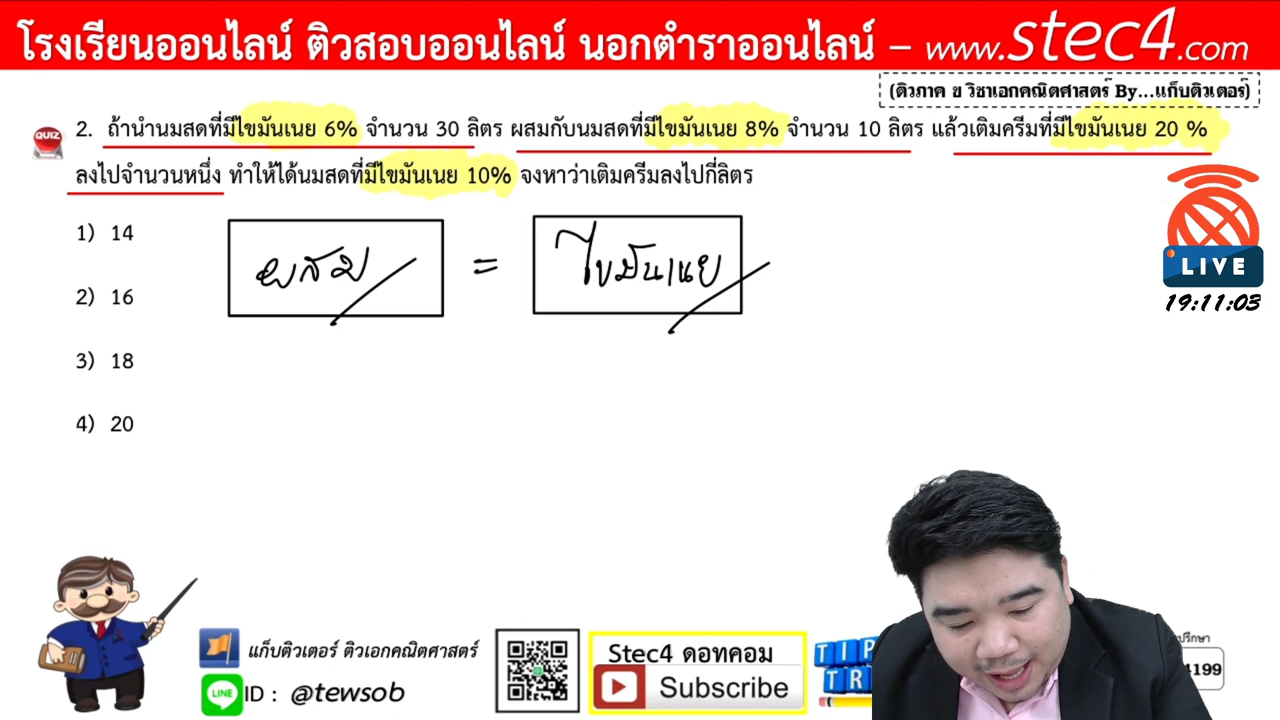 โรงเรียนออนไลน์ ติวสอบออนไลน์ นอกตำราออนไลน์ – www.stec4.com
(ติวภาค ข วิชาเอกคณิตศาสตร์ By...แก็บติวเตอร์)
QUIZ
2. ถ้านำนมสดที่มีไขมันเนย 6% จำนวน 30 ลิตร ผสมกับนมสดที่มีไขมันเนย 8% จำนวน 10 ลิตร แล้วเติมครีมที่มีไขมันเนย 20 %
ลงไปจำนวนหนึ่ง ทำให้ได้นมสดที่มีไขมันเนย 10% จงหาว่าเติมครีมลงไปกี่ลิตร
1) 14
ผสม = ไขมันเนย
2) 16
3) 18
4) 20
LIVE
19:11:03
แก็บติวเตอร์ ติวเอกคณิตศาสตร์
LINE ID : @tewsob
Stec4 ดอทคอม
Subscribe
TIP
TR
ปรึกษา
4199